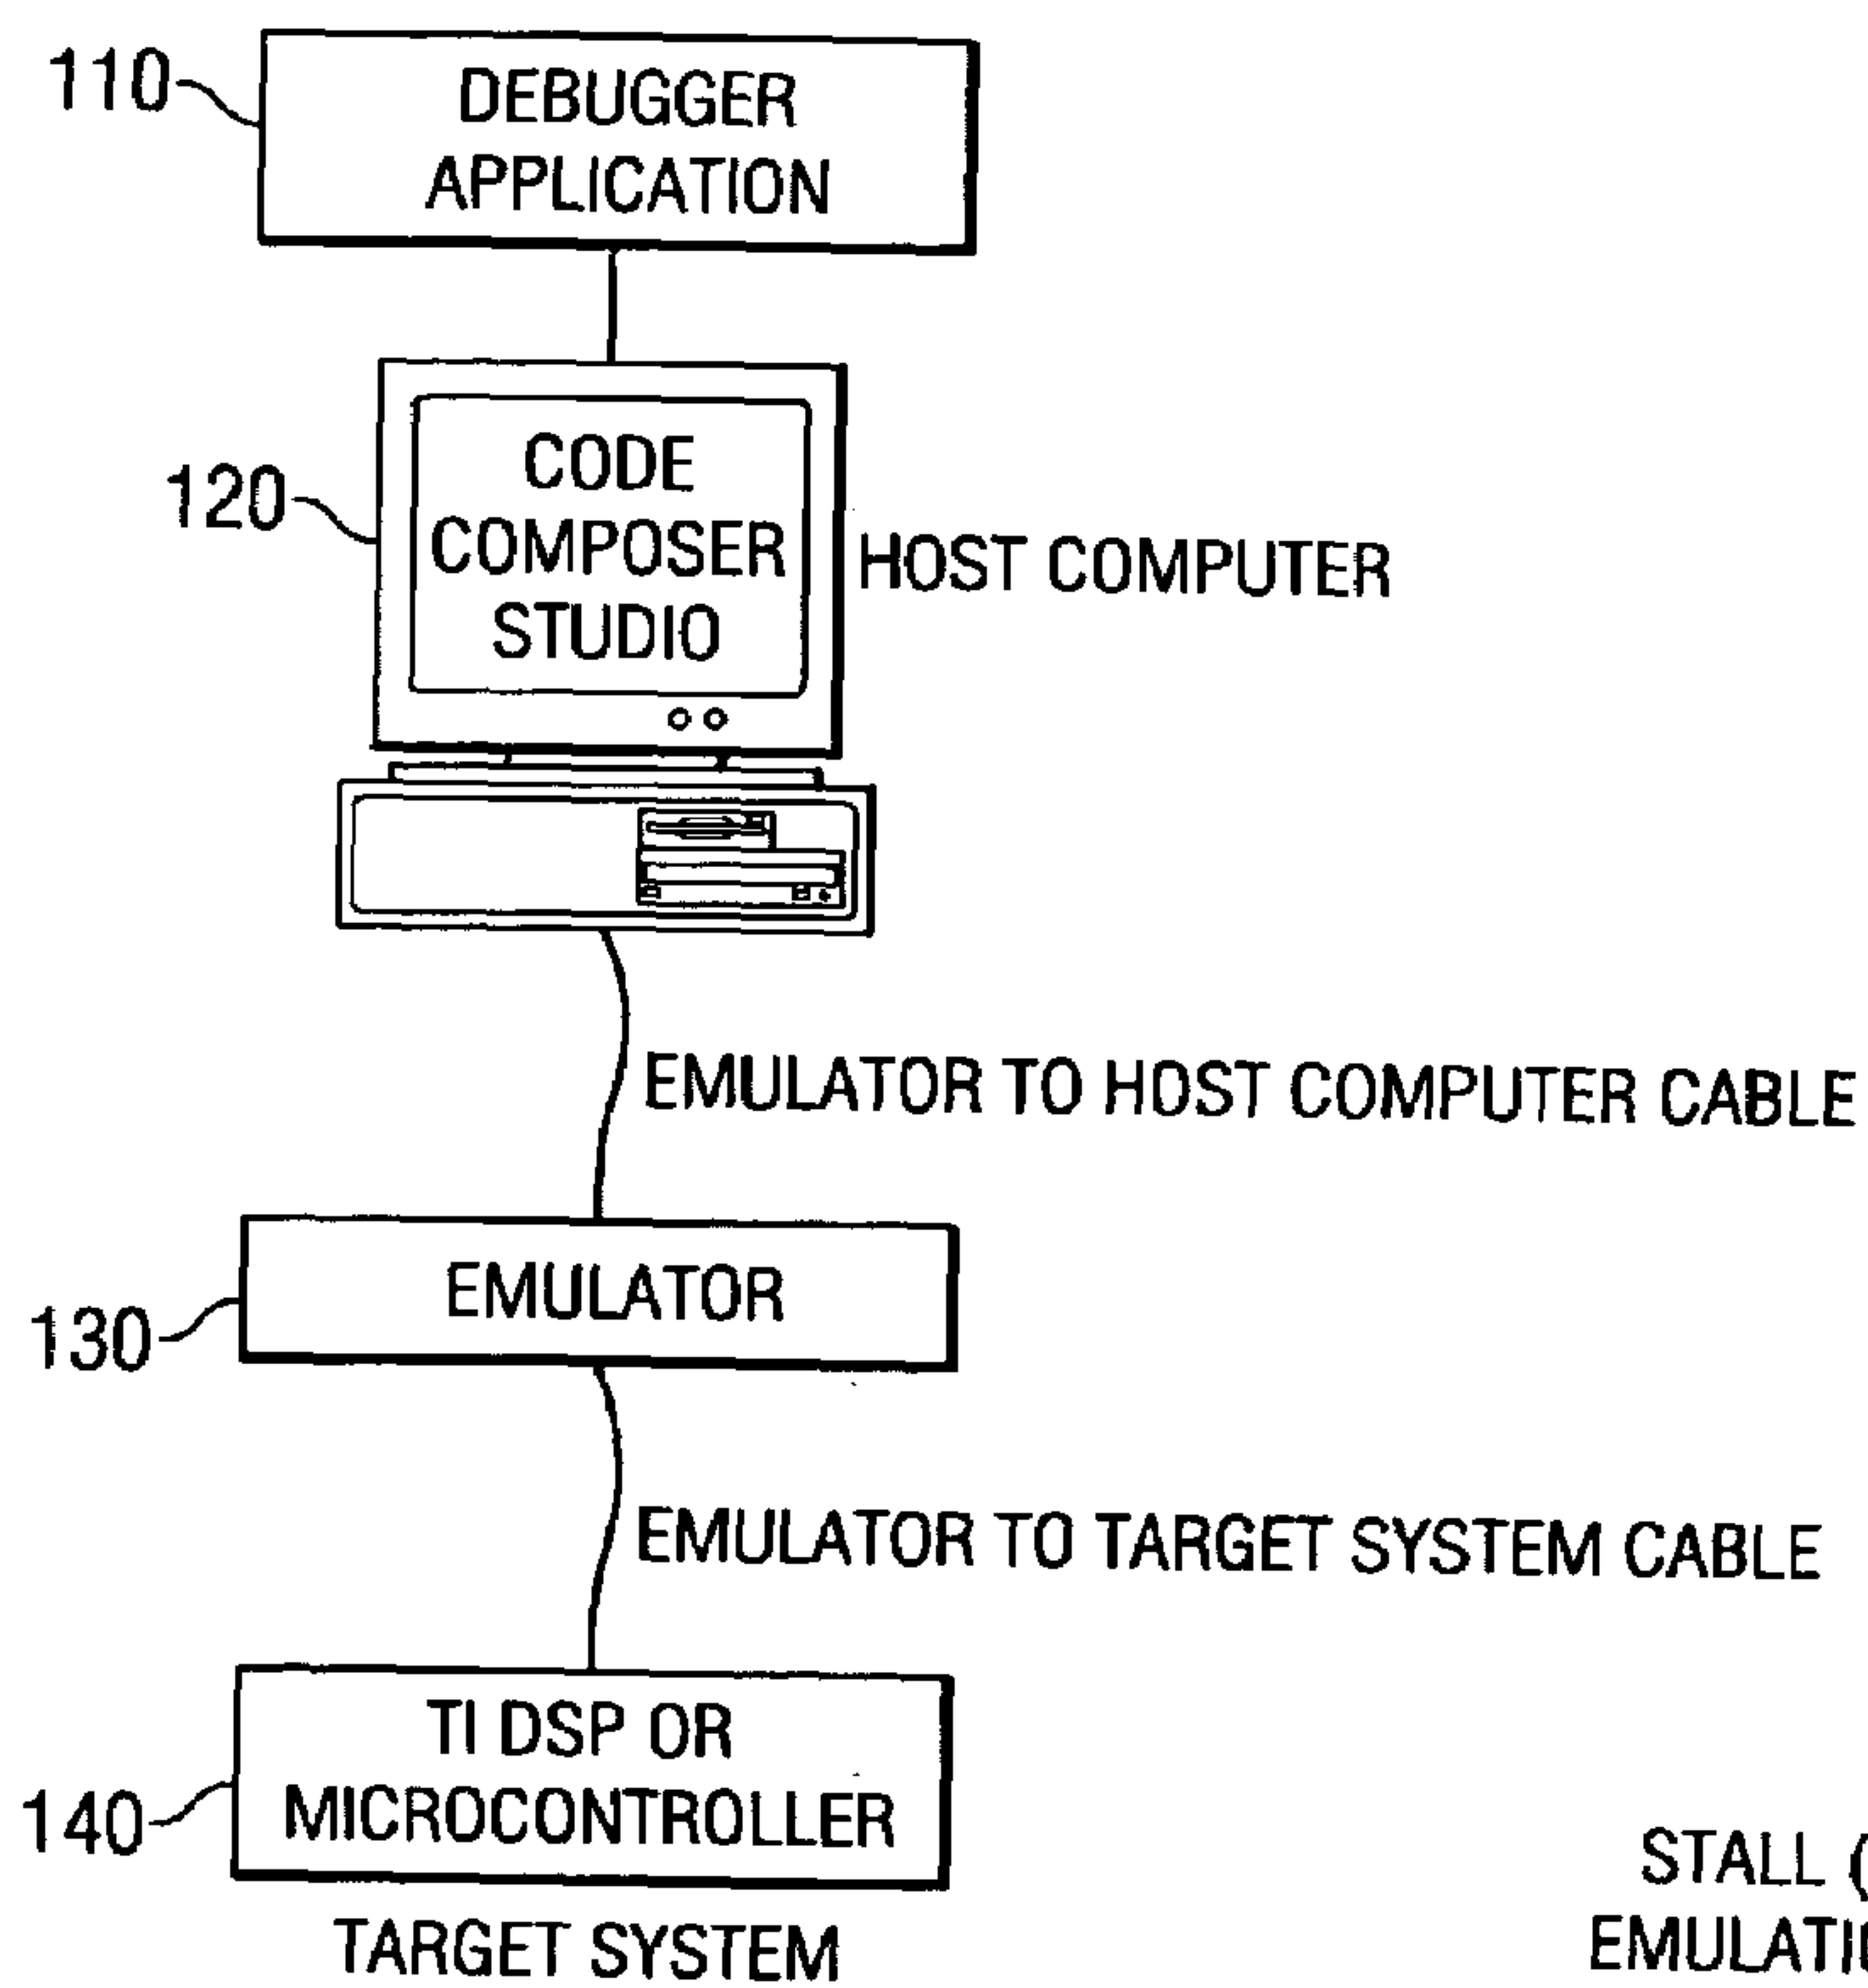 110
DEBUGGER
APPLICATION
120
CODE
COMPOSER
STUDIO
HOST COMPUTER
EMULATOR TO HOST COMPUTER CABLE
130
EMULATOR
EMULATOR TO TARGET SYSTEM CABLE
140
TI DSP OR
MICROCONTROLLER
TARGET SYSTEM
STALL (